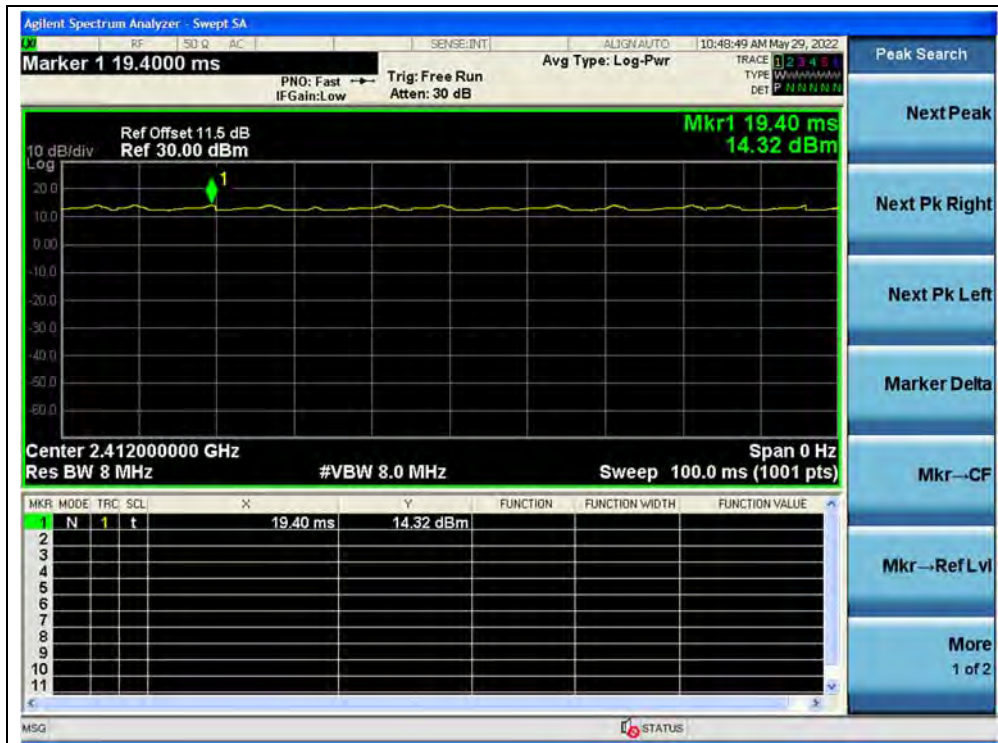 Agilent Spectrum Analyzer - Swept SA
RF 50 Ω AC SENSE:INT ALIGN AUTO 10:48:49 AM May 29, 2022
Marker 1 19.4000 ms
PNO: Fast
IFGain:Low
Trig: Free Run
Atten: 30 dB
Avg Type: Log-Pwr
TRACE 1 2 3 4 5 6
TYPE
DET P N N N N N
Ref Offset 11.5 dB
Ref 30.00 dBm
10 dB/div
Log
Mkr1 19.40 ms
14.32 dBm
1
20.0
10.0
0.00
-10.0
-20.0
-30.0
-40.0
-50.0
-60.0
Center 2.412000000 GHz Span 0 Hz
Res BW 8 MHz #VBW 8.0 MHz Sweep 100.0 ms (1001 pts)
MKR MODE TRC SCL X Y FUNCTION FUNCTION WIDTH FUNCTION VALUE
1 N 1 t 19.40 ms 14.32 dBm
2
3
4
5
6
7
8
9
10
11
MSG STATUS
Peak Search
Next Peak
Next Pk Right
Next Pk Left
Marker Delta
Mkr→CF
Mkr→Ref Lvl
More
1 of 2